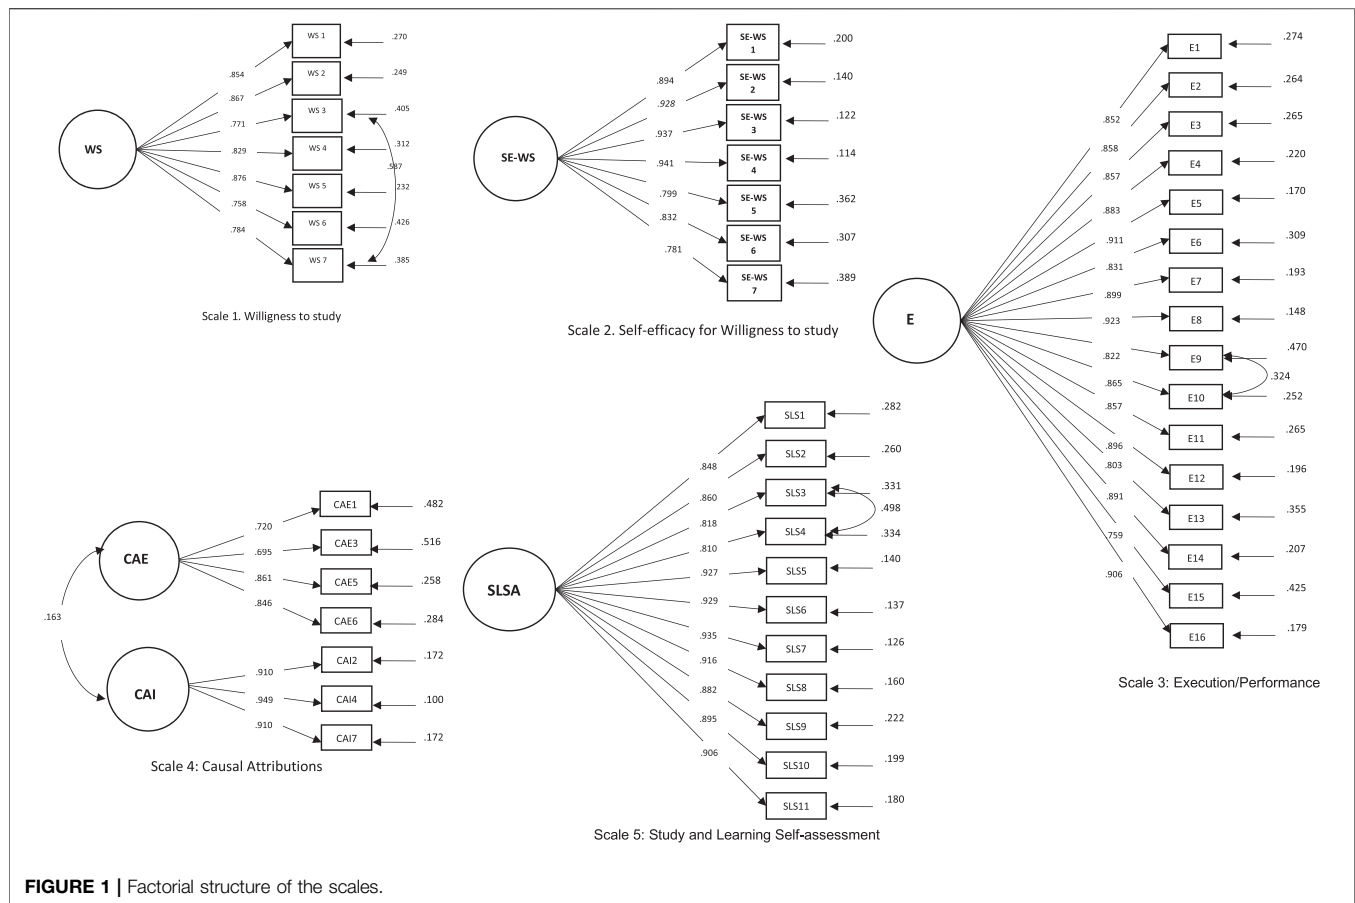 WS
.854
.867
.771
.829
.876
.758
.784
WS 1
WS 2
WS 3
WS 4
WS 5
WS 6
WS 7
.270
.249
.405
.312
.587
.232
.426
.385
Scale 1. Willigness to study
SE-WS
.894
.928
.937
.941
.799
.832
.781
SE-WS
1
SE-WS
2
SE-WS
3
SE-WS
4
SE-WS
5
SE-WS
6
SE-WS
7
.200
.140
.122
.114
.362
.307
.389
Scale 2. Self-efficacy for Willigness to study
E
.852
.858
.857
.883
.911
.831
.899
.923
.822
.865
.857
.896
.803
.891
.759
.906
E1
E2
E3
E4
E5
E6
E7
E8
E9
E10
E11
E12
E13
E14
E15
E16
.274
.264
.265
.220
.170
.309
.193
.148
.470
.324
.252
.265
.196
.355
.207
.425
.179
Scale 3: Execution/Performance
.163
CAE
CAI
.720
.695
.861
.846
.910
.949
.910
CAE1
CAE3
CAE5
CAE6
CAI2
CAI4
CAI7
.482
.516
.258
.284
.172
.100
.172
Scale 4: Causal Attributions
SLSA
.848
.860
.818
.810
.927
.929
.935
.916
.882
.895
.906
SLS1
SLS2
SLS3
SLS4
SLS5
SLS6
SLS7
SLS8
SLS9
SLS10
SLS11
.282
.260
.331
.498
.334
.140
.137
.126
.160
.222
.199
.180
Scale 5: Study and Learning Self-assessment
FIGURE 1 | Factorial structure of the scales.